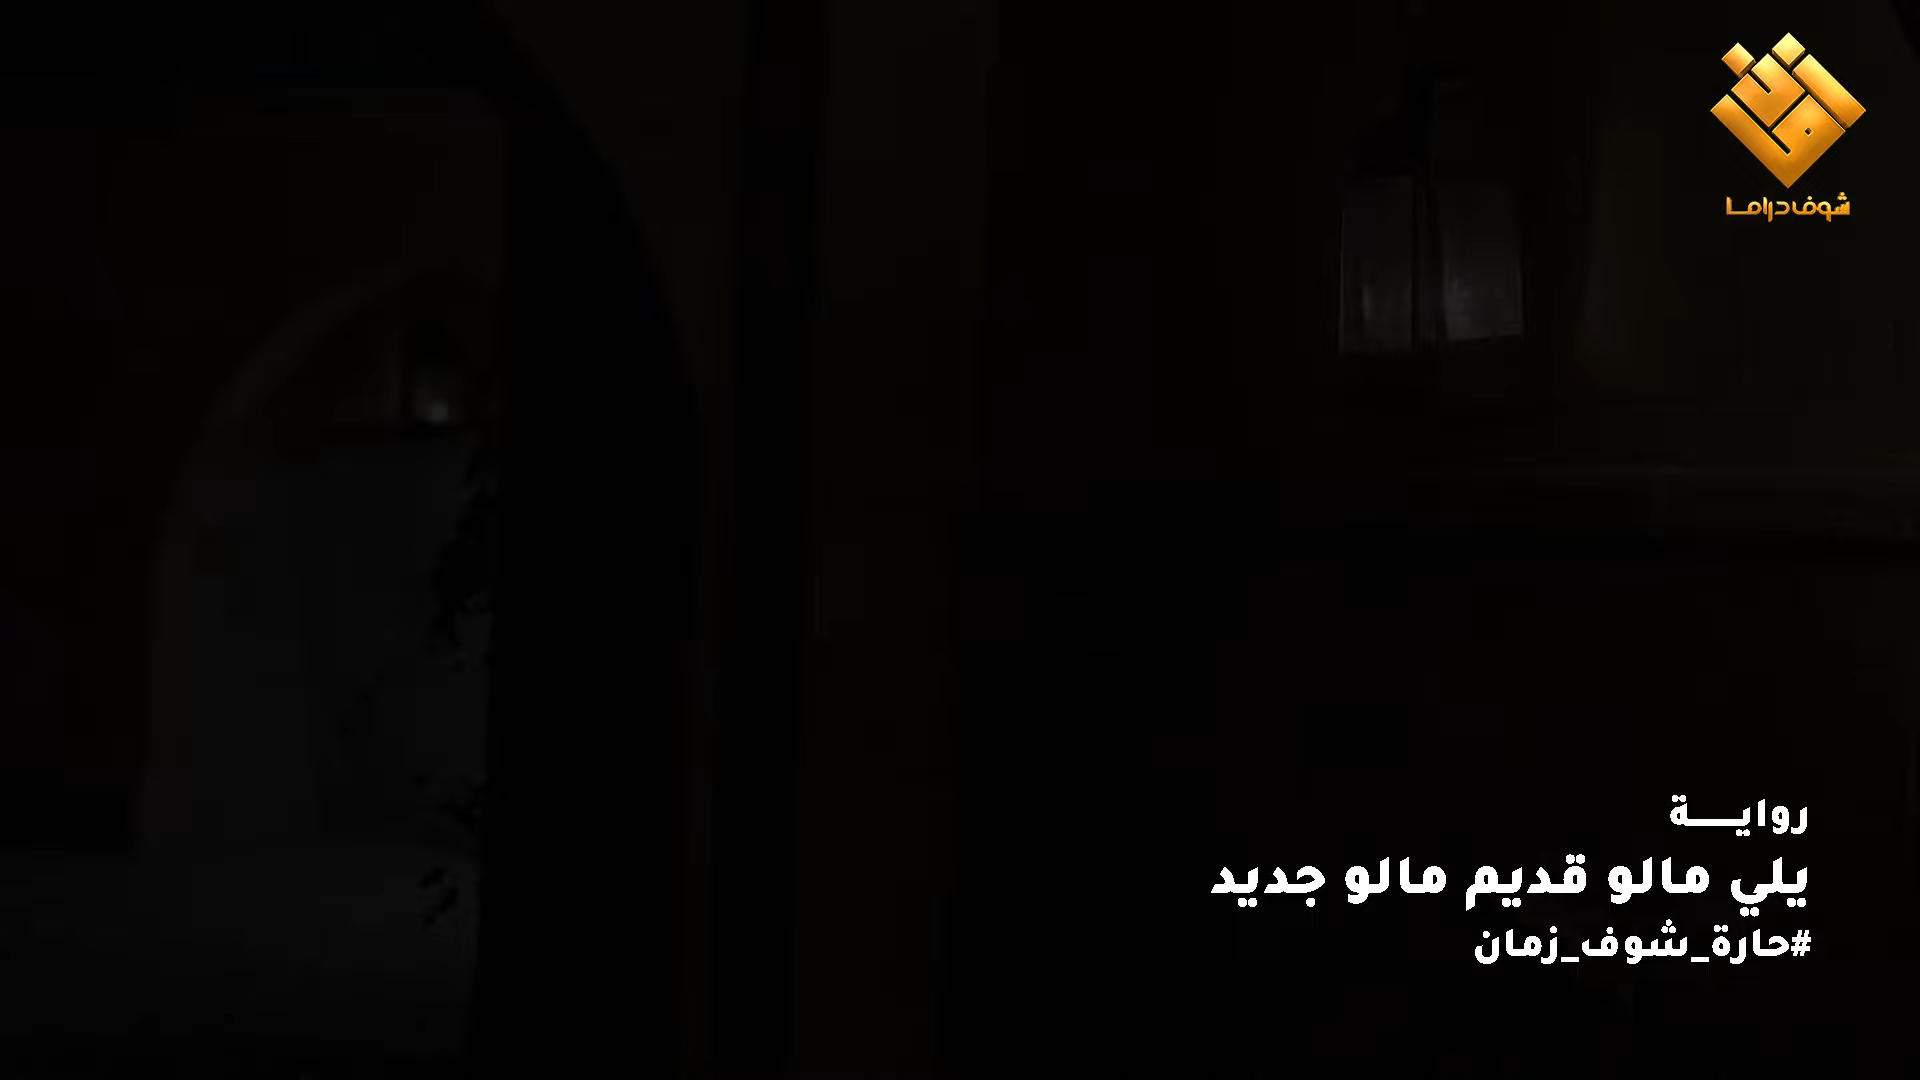 شوف دراما
روايـــة
يلي مالو قديم مالو جديد
#حارة_شوف_زمان